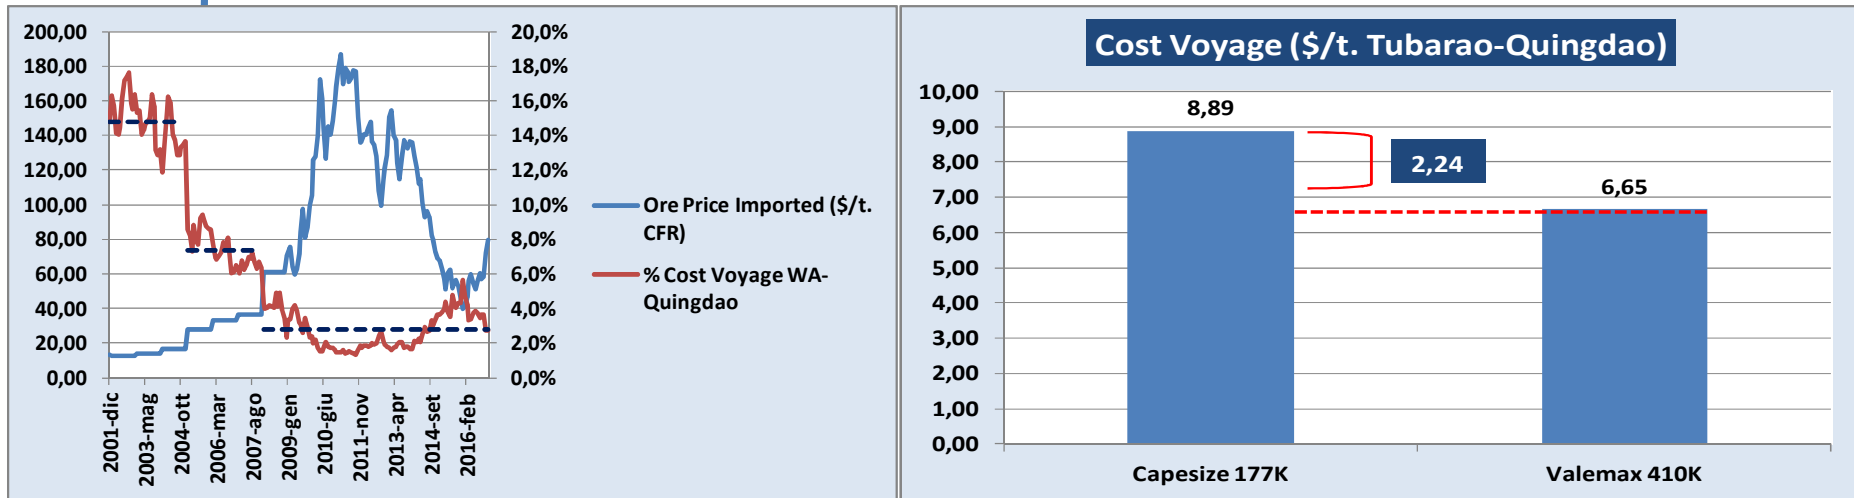 200,00
180,00
160,00
140,00
120,00
100,00
80,00
60,00
40,00
20,00
0,00
20,0%
18,0%
16,0%
14,0%
12,0%
10,0%
8,0%
6,0%
4,0%
2,0%
0,0%
2001-dic
2003-mag
2004-ott
2006-mar
2007-ago
2009-gen
2010-giu
2011-nov
2013-apr
2014-set
2016-feb
Ore Price Imported ($/t.
CFR)
% Cost Voyage WA-
Quingdao
Cost Voyage ($/t. Tubarao-Quingdao)
10,00
9,00
8,00
7,00
6,00
5,00
4,00
3,00
2,00
1,00
0,00
8,89
2,24
6,65
Capesize 177K
Valemax 410K